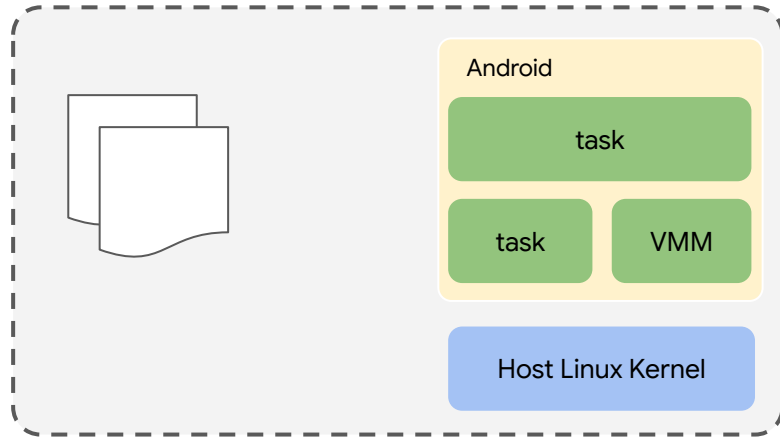 Android
task
task
VMM
Host Linux Kernel